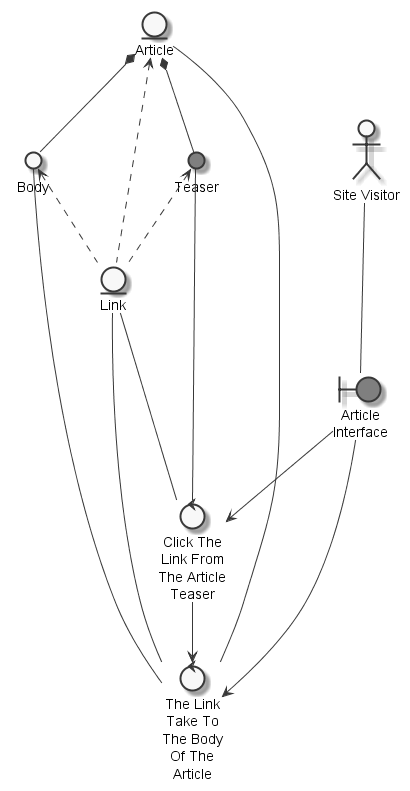 Article
Body
Teaser
Site Visitor
Link
Article
Interface
Click The
Link From
The Article
Teaser
The Link
Take To
The Body
Of The
Article